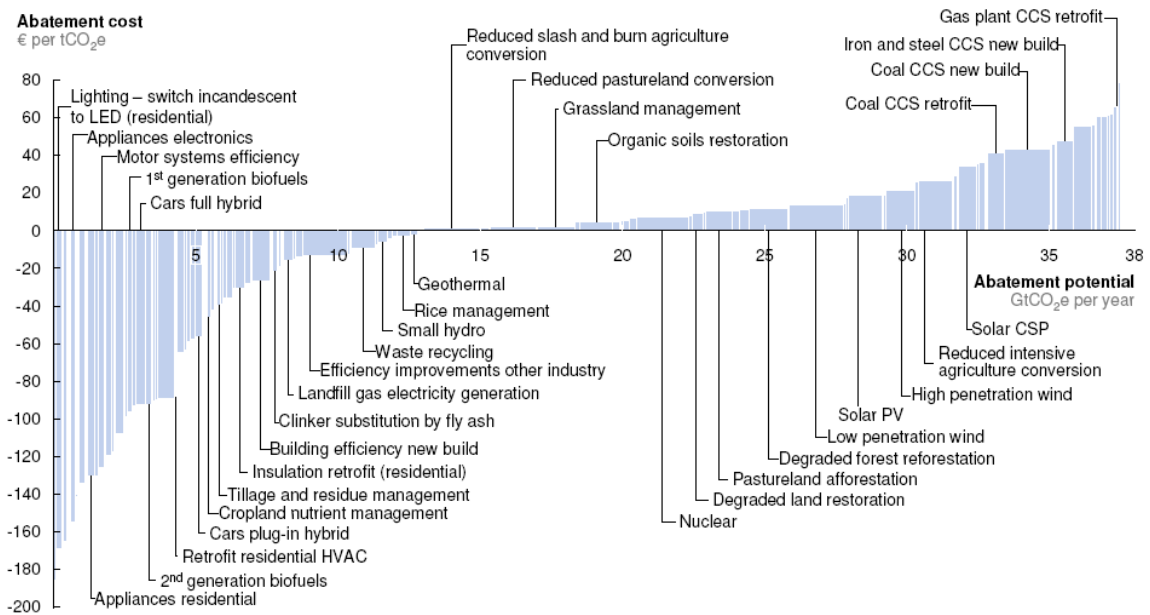 Abatement cost
€ per tCO2e
Gas plant CCS retrofit
Reduced slash and burn agriculture
conversion
Iron and steel CCS new build
Coal CCS new build
80
Reduced pastureland conversion
Lighting – switch incandescent
to LED (residential)
60
Grassland management
Coal CCS retrofit
Appliances electronics
40
Organic soils restoration
Motor systems efficiency
1st generation biofuels
20
Cars full hybrid
0
5
10
15
20
25
30
35
38
-20
Abatement potential
GtCO2e per year
Geothermal
-40
Rice management
Small hydro
Solar CSP
-60
Waste recycling
Reduced intensive
agriculture conversion
Efficiency improvements other industry
-80
Landfill gas electricity generation
High penetration wind
-100
Clinker substitution by fly ash
Solar PV
Low penetration wind
Building efficiency new build
-120
Insulation retrofit (residential)
Degraded forest reforestation
-140
Tillage and residue management
Pastureland afforestation
Cropland nutrient management
Degraded land restoration
-160
Cars plug-in hybrid
Nuclear
Retrofit residential HVAC
-180
2nd generation biofuels
Appliances residential
-200